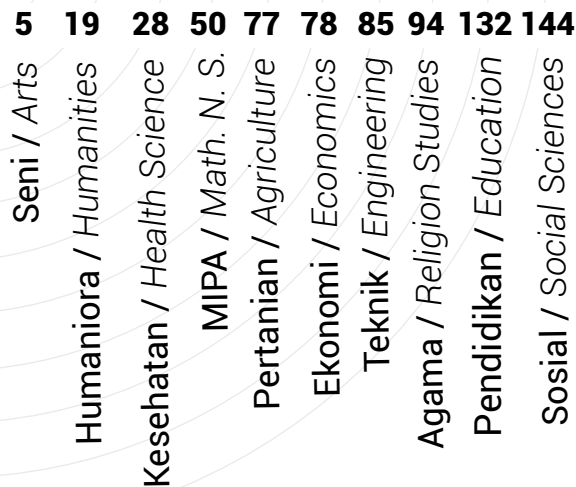 5 19 28 50 77 78 85 94 132 144
Seni / Arts
Humaniora / Humanities
Kesehatan / Health Science
MIPA / Math. N. S.
Pertanian / Agriculture
Ekonomi / Economics
Teknik / Engineering
Agama / Religion Studies
Pendidikan / Education
Sosial / Social Sciences